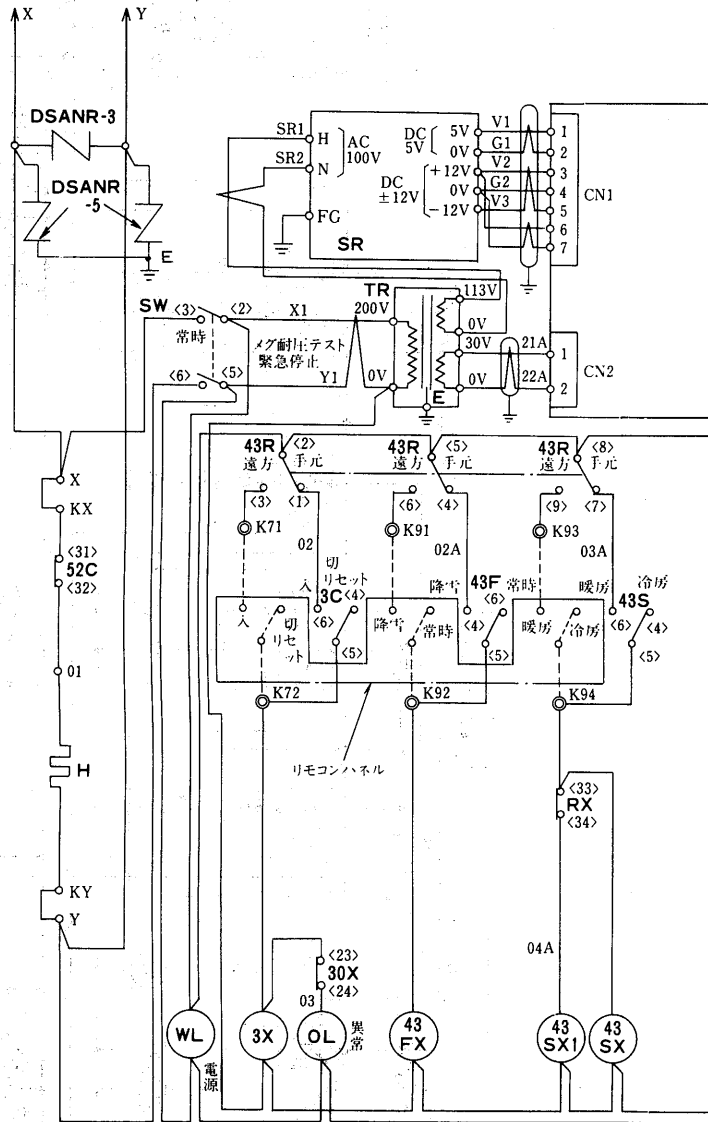 X
Y
DSANR-3
DSANR
-5
E
SR1
H
AC
100V
SR2
N
FG
SR
DC
5V
5V
0V
DC
±12V
+12V
0V
-12V
V1
G1
V2
G2
V3
1
2
3
4
5
6
7
CN1
SW
<3>
<2>
常時
<6>
<5>
X1
メグ耐圧テスト
緊急停止
Y1
TR
200V
0V
113V
0V
30V
0V
E
21A
22A
1
2
CN2
X
KX
<31>
52C
<32>
01
H
KY
Y
43R
遠方
<2>
手元
<3>
<1>
43R
遠方
<5>
手元
<6>
<4>
43R
遠方
<8>
手元
<9>
<7>
K71
02
K91
02A
K93
03A
入
切
リセット
入
切
リセット
3C
<6>
<4>
<5>
降雪
常時
降雪
43F
常時
<4>
<6>
<5>
暖房
冷房
暖房
43S
冷房
<6>
<4>
<5>
K72
K92
K94
リモコンパネル
<33>
RX
<34>
04A
<23>
30X
<24>
03
WL
電源
3X
OL
異常
43
FX
43
SX1
43
SX